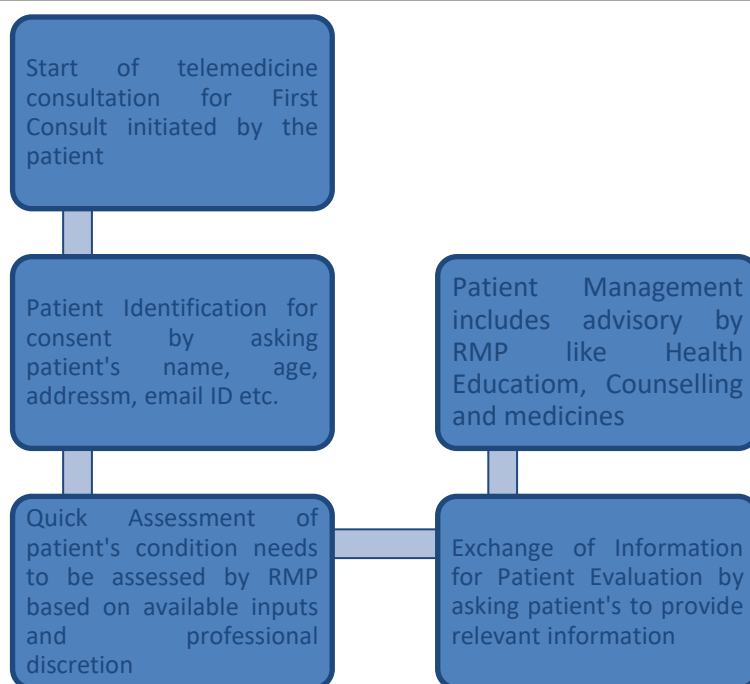 Start of telemedicine
consultation for First
Consult initiated by the
patient
Patient Identification for
consent by asking
patient's name, age,
addressm, email ID etc.
Quick Assessment of
patient's condition needs
to be assessed by RMP
based on available inputs
and professional
discretion
Exchange of Information
for Patient Evaluation by
asking patient's to provide
relevant information
Patient Management
includes advisory by
RMP like Health
Educatiom, Counselling
and medicines